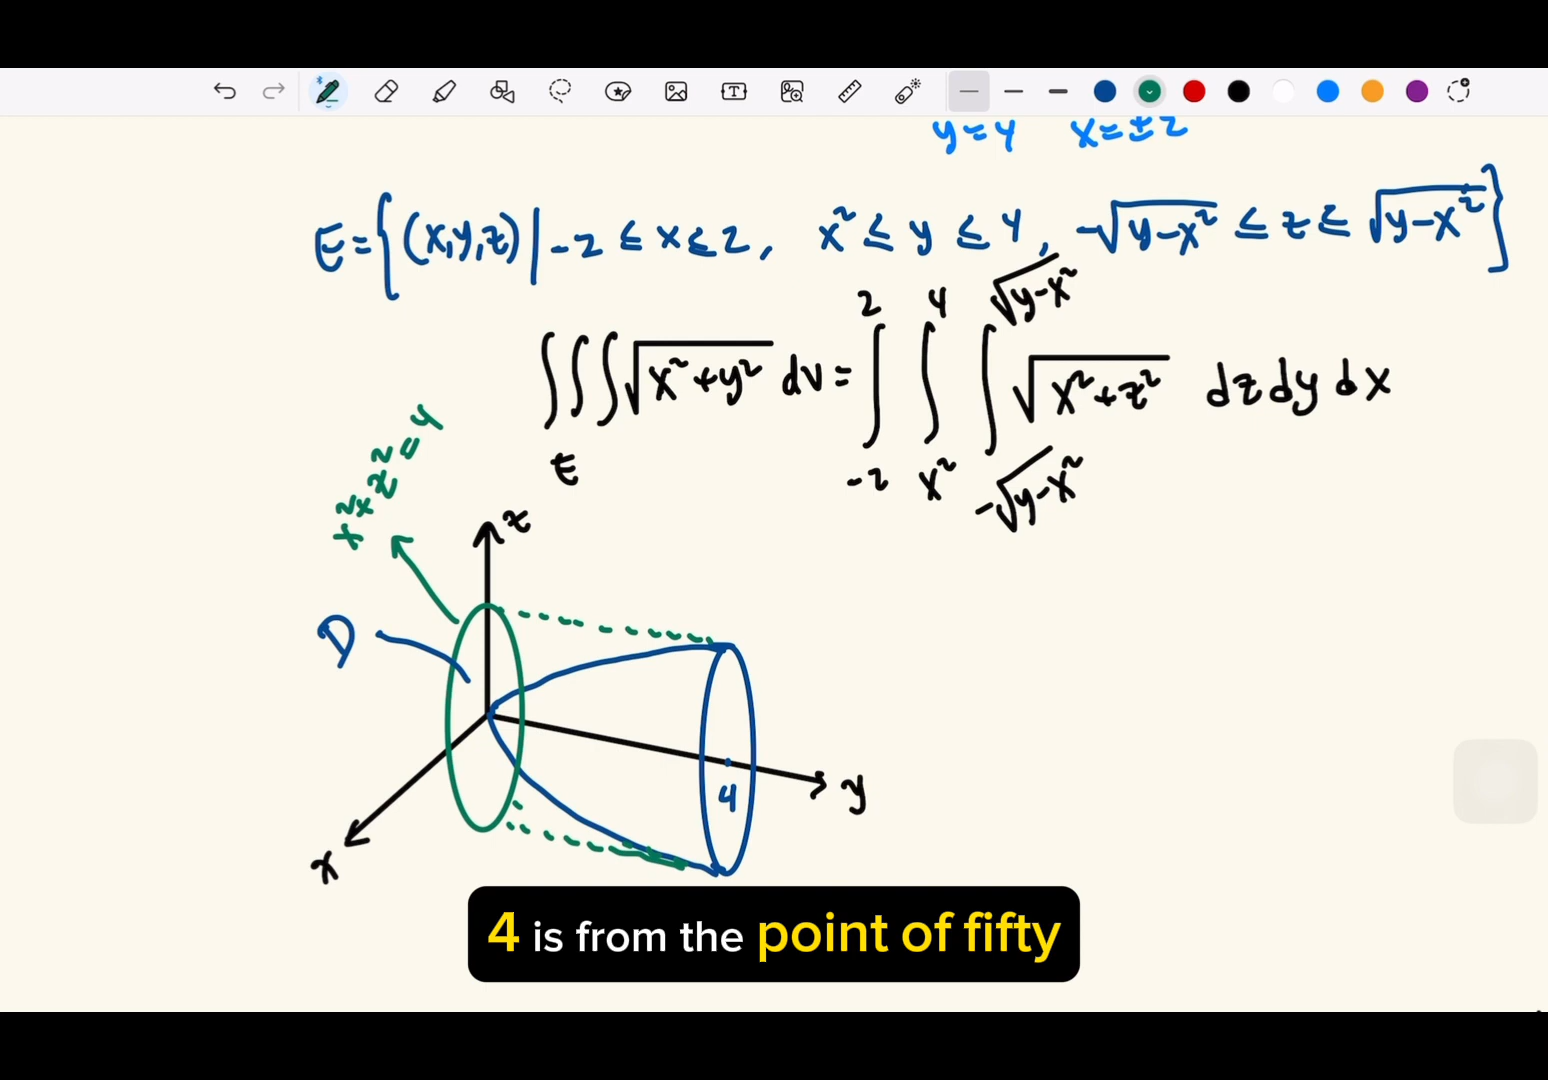 y=4 x=±2
E={(x,y,z)|-2≤x≤2, x²≤y≤4, -√(y-x²)≤z≤√(y-x²)}
∫∫∫_E √(x²+y²) dV = ∫_{-2}^{2} ∫_{x²}^{4} ∫_{-√(y-x²)}^{√(y-x²)} √(x²+z²) dz dy dx
x²+z²=4
z
D
4
y
x
4 is from the point of fifty